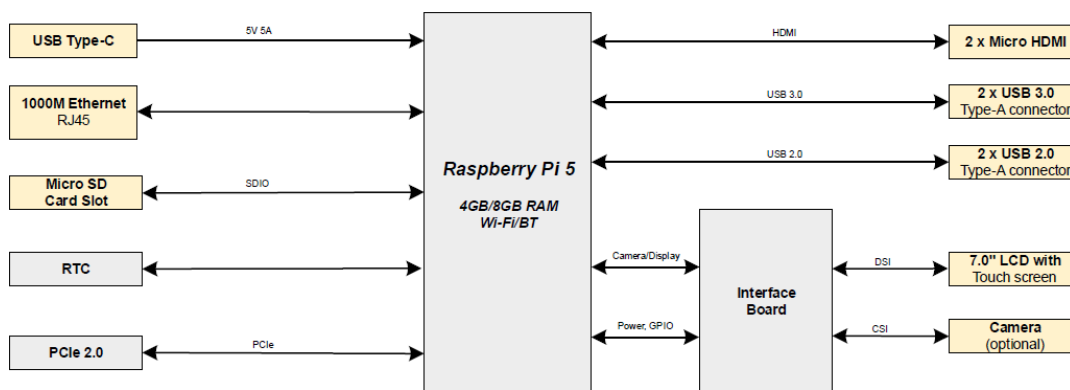 USB Type-C
5V 5A
1000M Ethernet
RJ45
Micro SD
Card Slot
SDIO
RTC
PCIe 2.0
PCIe
Raspberry Pi 5
4GB/8GB RAM
Wi-Fi/BT
HDMI
2 x Micro HDMI
USB 3.0
2 x USB 3.0
Type-A connector
USB 2.0
2 x USB 2.0
Type-A connector
Camera/Display
Power, GPIO
Interface
Board
DSI
7.0" LCD with
Touch screen
CSI
Camera
(optional)